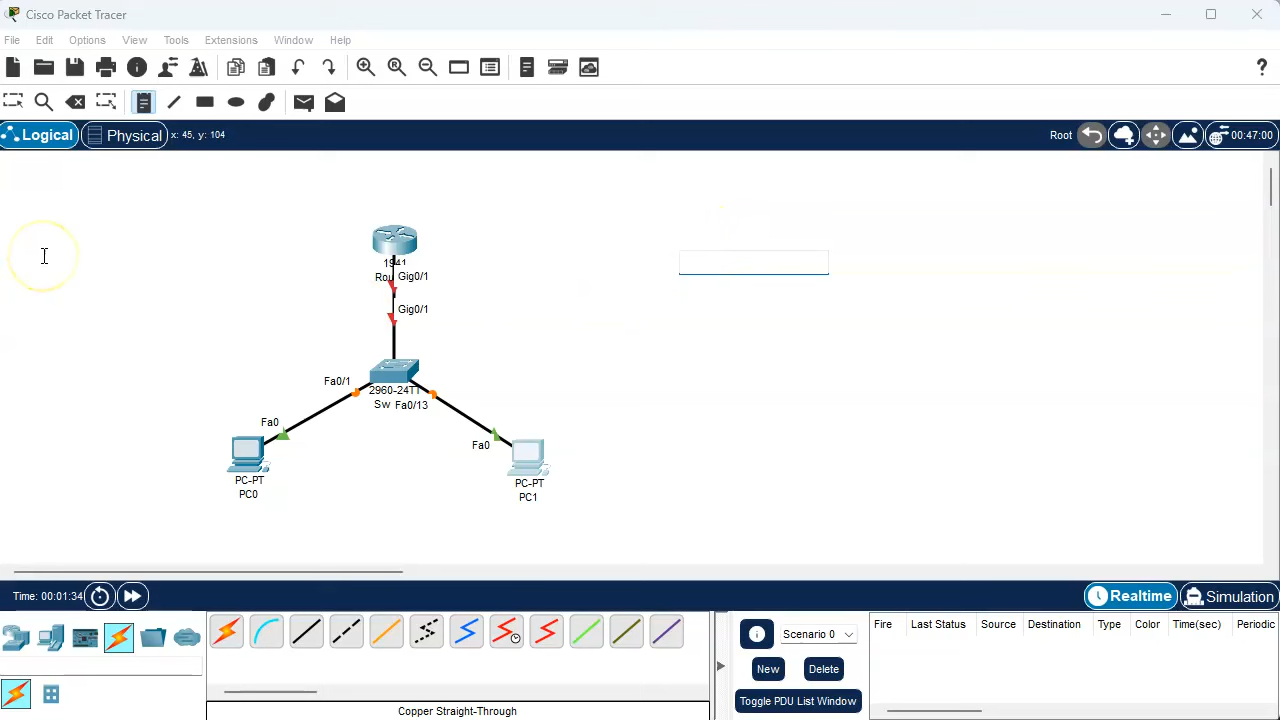 Cisco Packet Tracer
File Edit Options View Tools Extensions Window Help
?
Logical Physical x: 45, y: 104 Root 00:47:00
1941
Rou Gig0/1
Gig0/1
Fa0/1
2960-24TT
Sw Fa0/13
Fa0
Fa0
PC-PT
PC0
PC-PT
PC1
Time: 00:01:34 Realtime Simulation
Scenario 0
New Delete
Toggle PDU List Window
Fire Last Status Source Destination Type Color Time(sec) Periodic
Copper Straight-Through